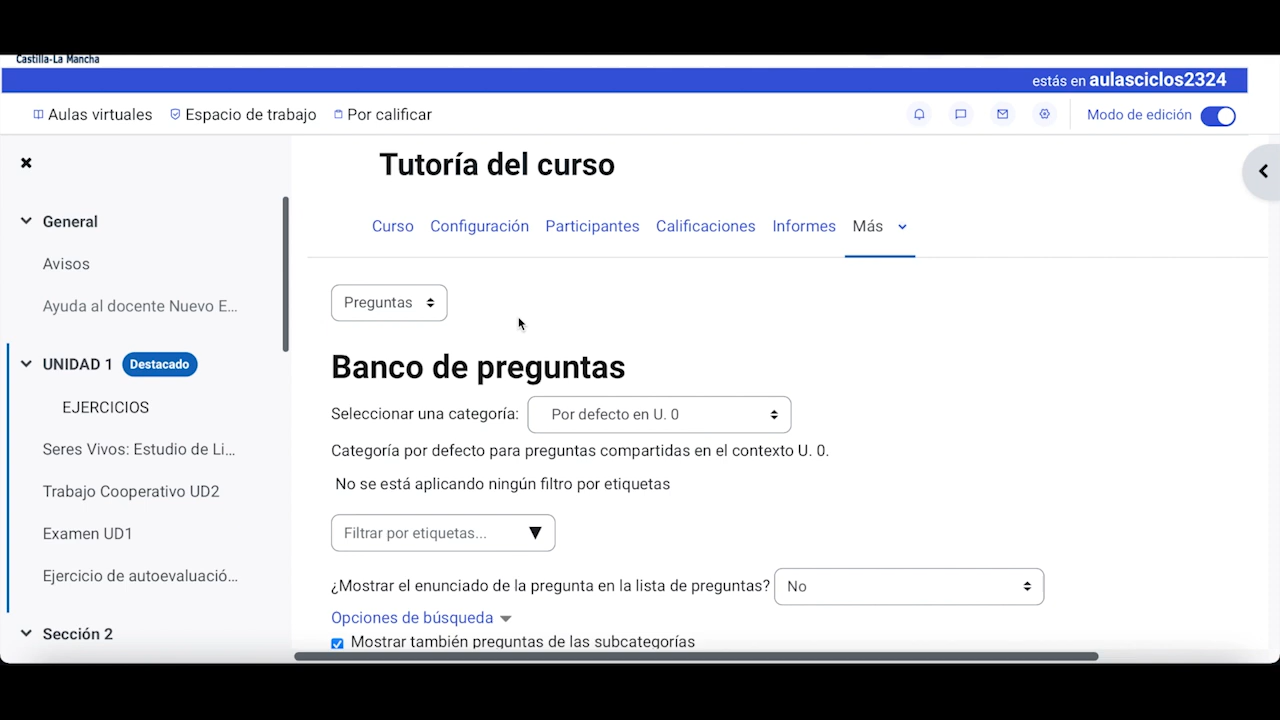 Castilla-La Mancha
estás en aulasciclos2324
Aulas virtuales Espacio de trabajo Por calificar Modo de edición
Tutoría del curso
General
Avisos
Ayuda al docente Nuevo E...
UNIDAD 1 Destacado
EJERCICIOS
Seres Vivos: Estudio de Li...
Trabajo Cooperativo UD2
Examen UD1
Ejercicio de autoevaluació...
Sección 2
Curso Configuración Participantes Calificaciones Informes Más
Preguntas
Banco de preguntas
Seleccionar una categoría: Por defecto en U. 0
Categoría por defecto para preguntas compartidas en el contexto U. 0.
No se está aplicando ningún filtro por etiquetas
Filtrar por etiquetas...
¿Mostrar el enunciado de la pregunta en la lista de preguntas? No
Opciones de búsqueda
Mostrar también preguntas de las subcategorías